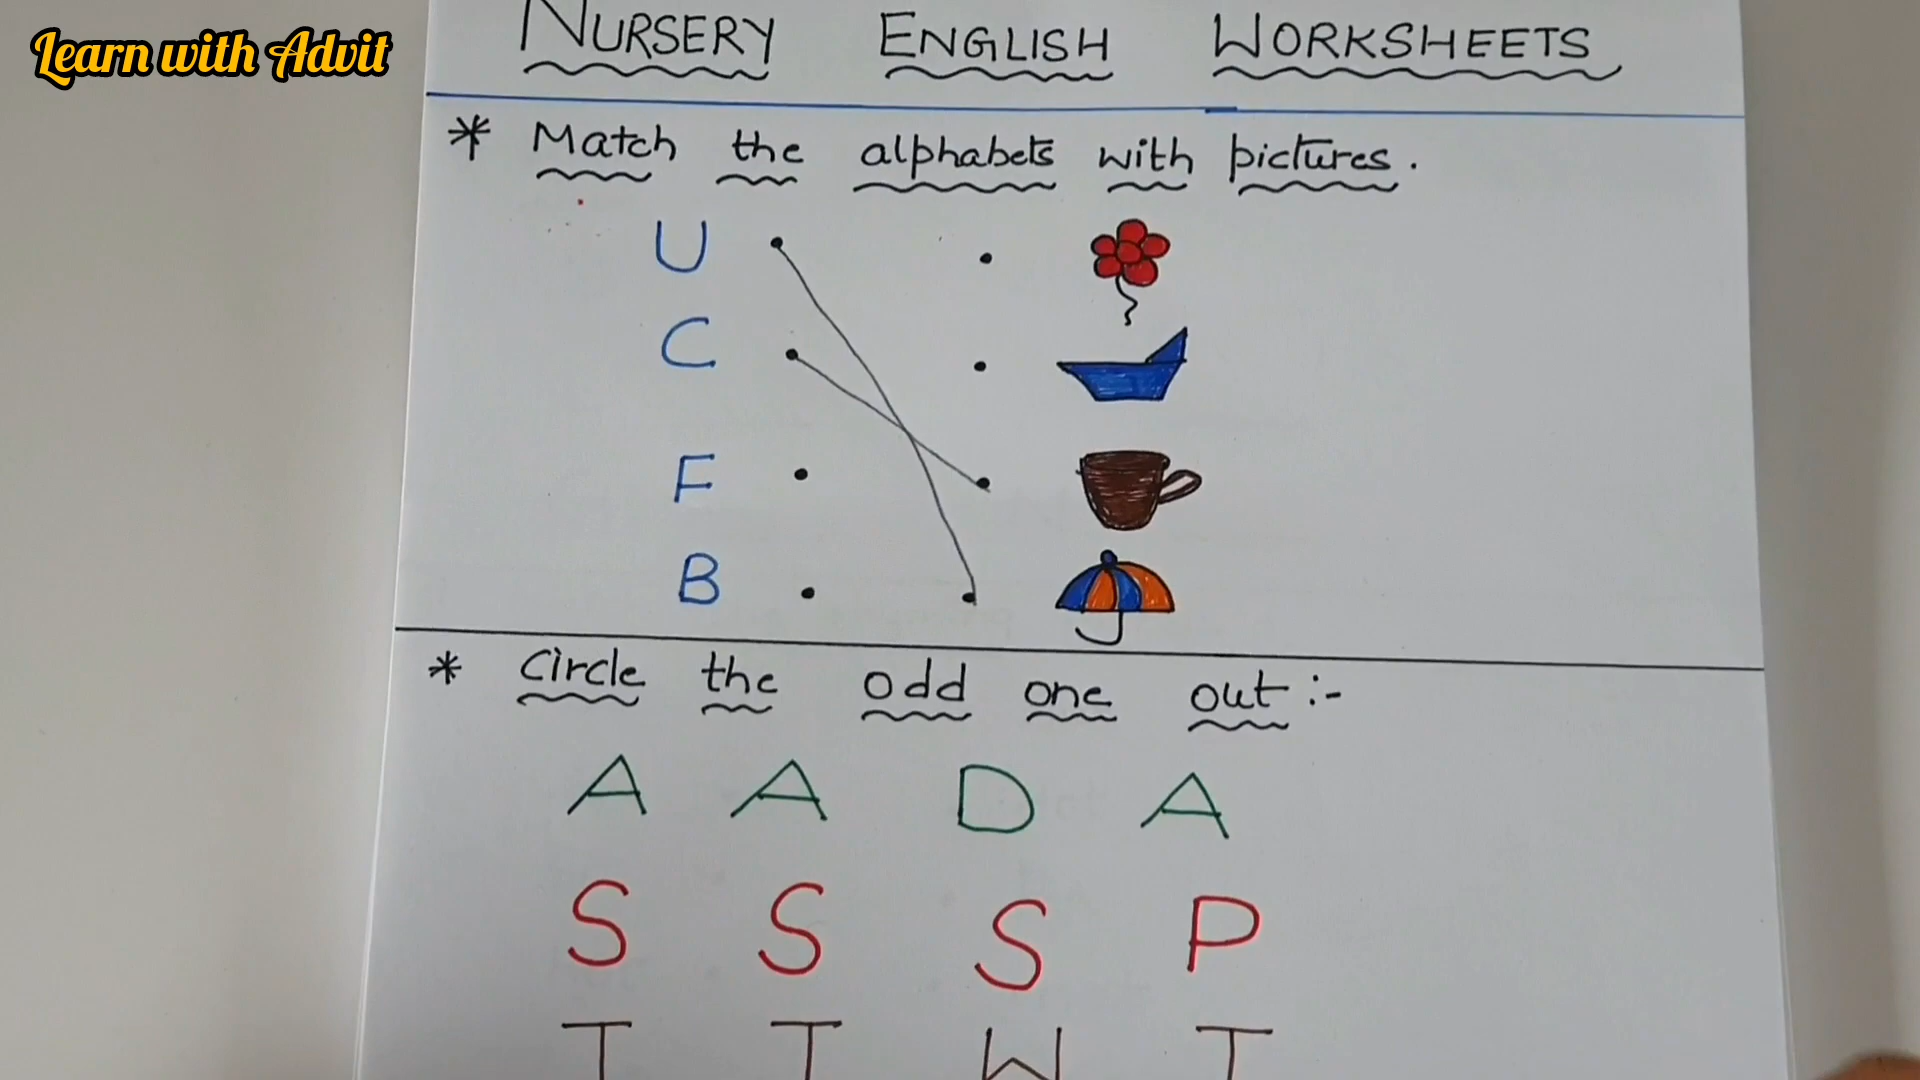 Learn with Advit
NURSERY ENGLISH WORKSHEETS
* Match the alphabets with pictures.
U
C
F
B
* Circle the odd one out :-
A A D A
S S S P
T T W T